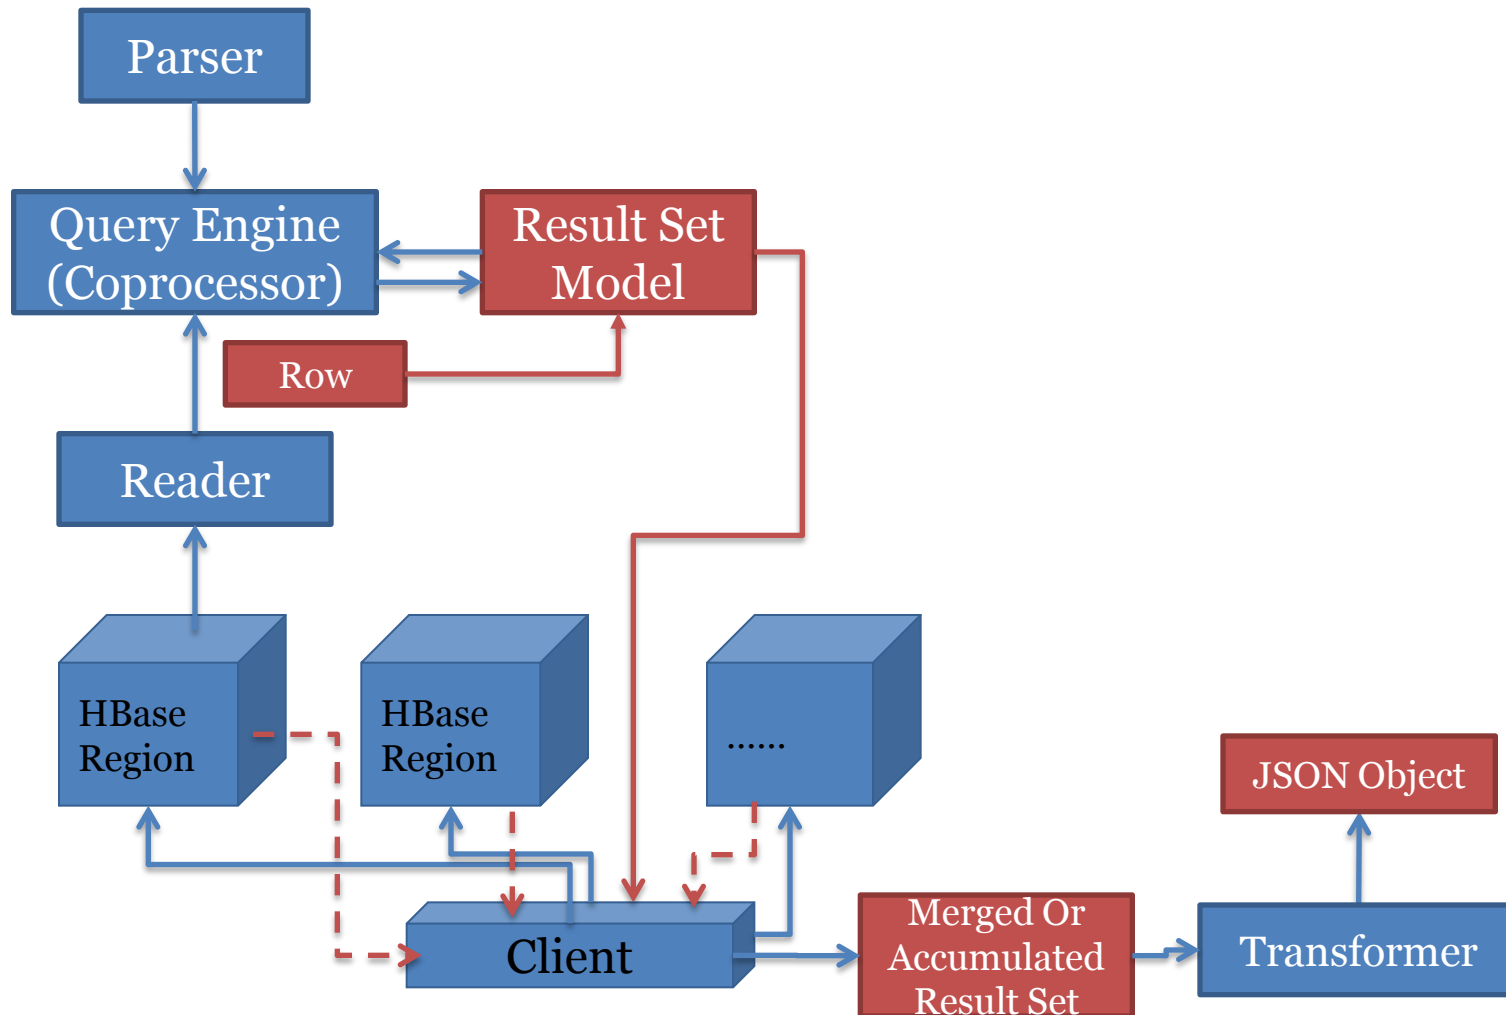 Parser
Query Engine
(Coprocessor)
Result Set
Model
Row
Reader
HBase
Region
HBase
Region
......
JSON Object
Client
Merged Or
Accumulated
Result Set
Transformer